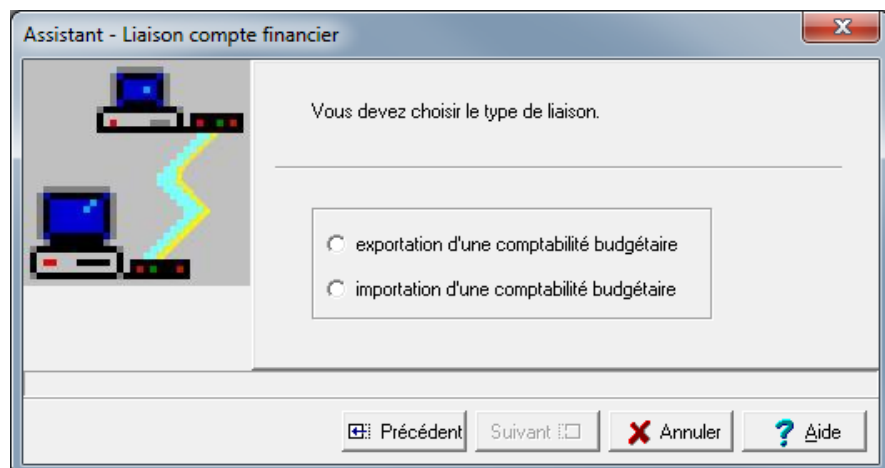 Assistant - Liaison compte financier
Vous devez choisir le type de liaison.
exportation d'une comptabilité budgétaire
importation d'une comptabilité budgétaire
Précédent Suivant Annuler Aide